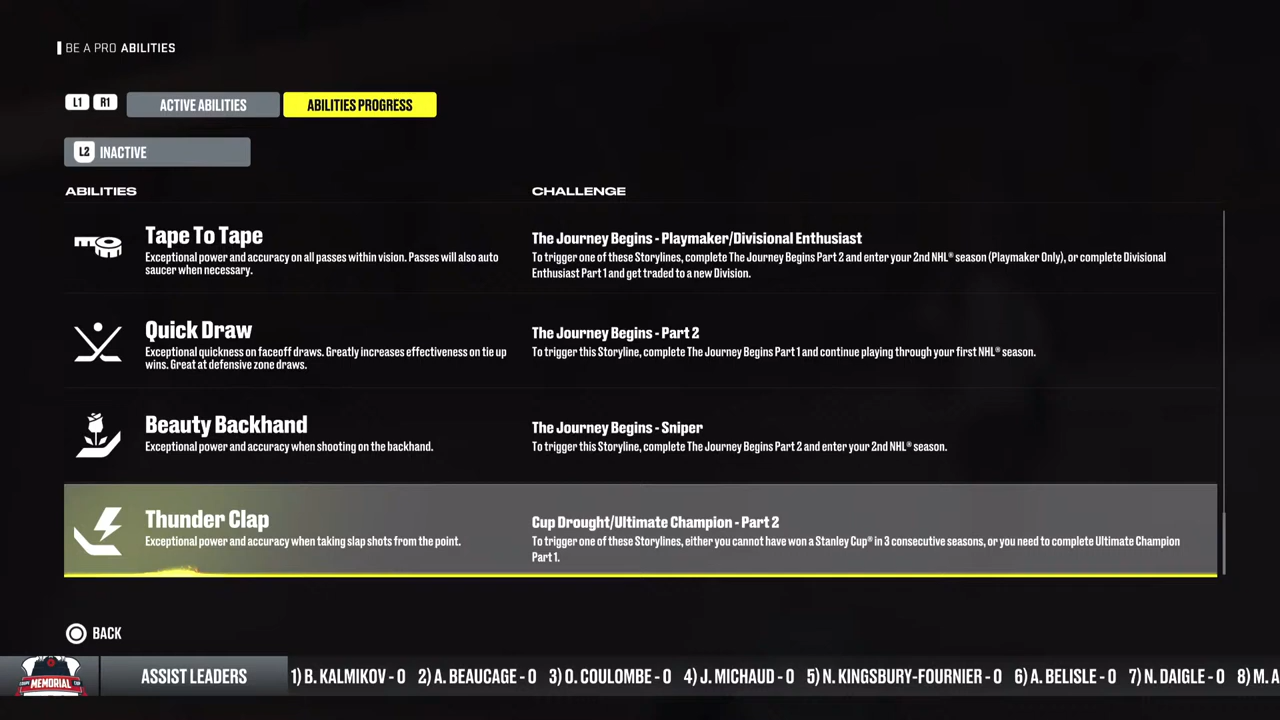 BE A PRO ABILITIES
L1 R1 ACTIVE ABILITIES ABILITIES PROGRESS
L2 INACTIVE
ABILITIES CHALLENGE
Tape To Tape
Exceptional power and accuracy on all passes within vision. Passes will also auto
saucer when necessary.
The Journey Begins - Playmaker/Divisional Enthusiast
To trigger one of these Storylines, complete The Journey Begins Part 2 and enter your 2nd NHL® season (Playmaker Only), or complete Divisional
Enthusiast Part 1 and get traded to a new Division.
Quick Draw
Exceptional quickness on faceoff draws. Greatly increases effectiveness on tie up
wins. Great at defensive zone draws.
The Journey Begins - Part 2
To trigger this Storyline, complete The Journey Begins Part 1 and continue playing through your first NHL® season.
Beauty Backhand
Exceptional power and accuracy when shooting on the backhand.
The Journey Begins - Sniper
To trigger this Storyline, complete The Journey Begins Part 2 and enter your 2nd NHL® season.
Thunder Clap
Exceptional power and accuracy when taking slap shots from the point.
Cup Drought/Ultimate Champion - Part 2
To trigger one of these Storylines, either you cannot have won a Stanley Cup® in 3 consecutive seasons, or you need to complete Ultimate Champion
Part 1.
BACK
MEMORIAL
ASSIST LEADERS 1) B. KALMIKOV - 0 2) A. BEAUCAGE - 0 3) O. COULOMBE - 0 4) J. MICHAUD - 0 5) N. KINGSBURY-FOURNIER - 0 6) A. BELISLE - 0 7) N. DAIGLE - 0 8) M. A